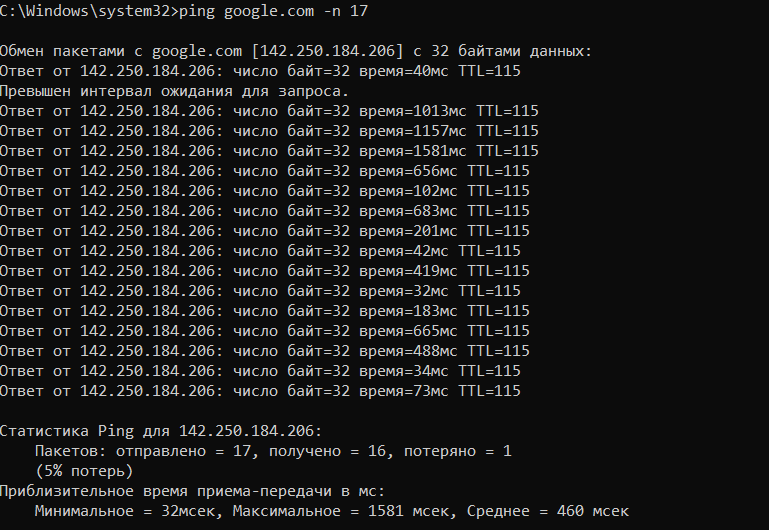 C:\Windows\system32>ping google.com -n 17
Обмен пакетами с google.com [142.250.184.206] с 32 байтами данных:
Ответ от 142.250.184.206: число байт=32 время=40мс TTL=115
Превышен интервал ожидания для запроса.
Ответ от 142.250.184.206: число байт=32 время=1013мс TTL=115
Ответ от 142.250.184.206: число байт=32 время=1157мс TTL=115
Ответ от 142.250.184.206: число байт=32 время=1581мс TTL=115
Ответ от 142.250.184.206: число байт=32 время=656мс TTL=115
Ответ от 142.250.184.206: число байт=32 время=102мс TTL=115
Ответ от 142.250.184.206: число байт=32 время=683мс TTL=115
Ответ от 142.250.184.206: число байт=32 время=201мс TTL=115
Ответ от 142.250.184.206: число байт=32 время=42мс TTL=115
Ответ от 142.250.184.206: число байт=32 время=419мс TTL=115
Ответ от 142.250.184.206: число байт=32 время=32мс TTL=115
Ответ от 142.250.184.206: число байт=32 время=183мс TTL=115
Ответ от 142.250.184.206: число байт=32 время=665мс TTL=115
Ответ от 142.250.184.206: число байт=32 время=488мс TTL=115
Ответ от 142.250.184.206: число байт=32 время=34мс TTL=115
Ответ от 142.250.184.206: число байт=32 время=73мс TTL=115
Статистика Ping для 142.250.184.206:
Пакетов: отправлено = 17, получено = 16, потеряно = 1
(5% потерь)
Приблизительное время приема-передачи в мс:
Минимальное = 32мсек, Максимальное = 1581 мсек, Среднее = 460 мсек